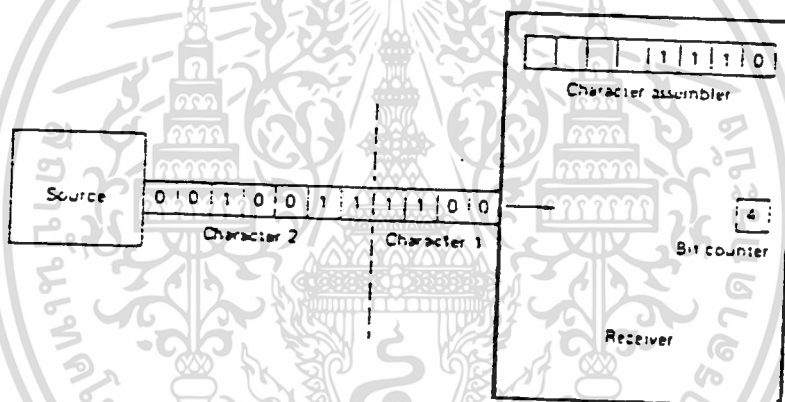 1 1 1 1 0
Character assembler
Source
0 0 1 0 0 1 1 1 1 0 0
Character 2
Character 1
4
Bit counter
Receiver